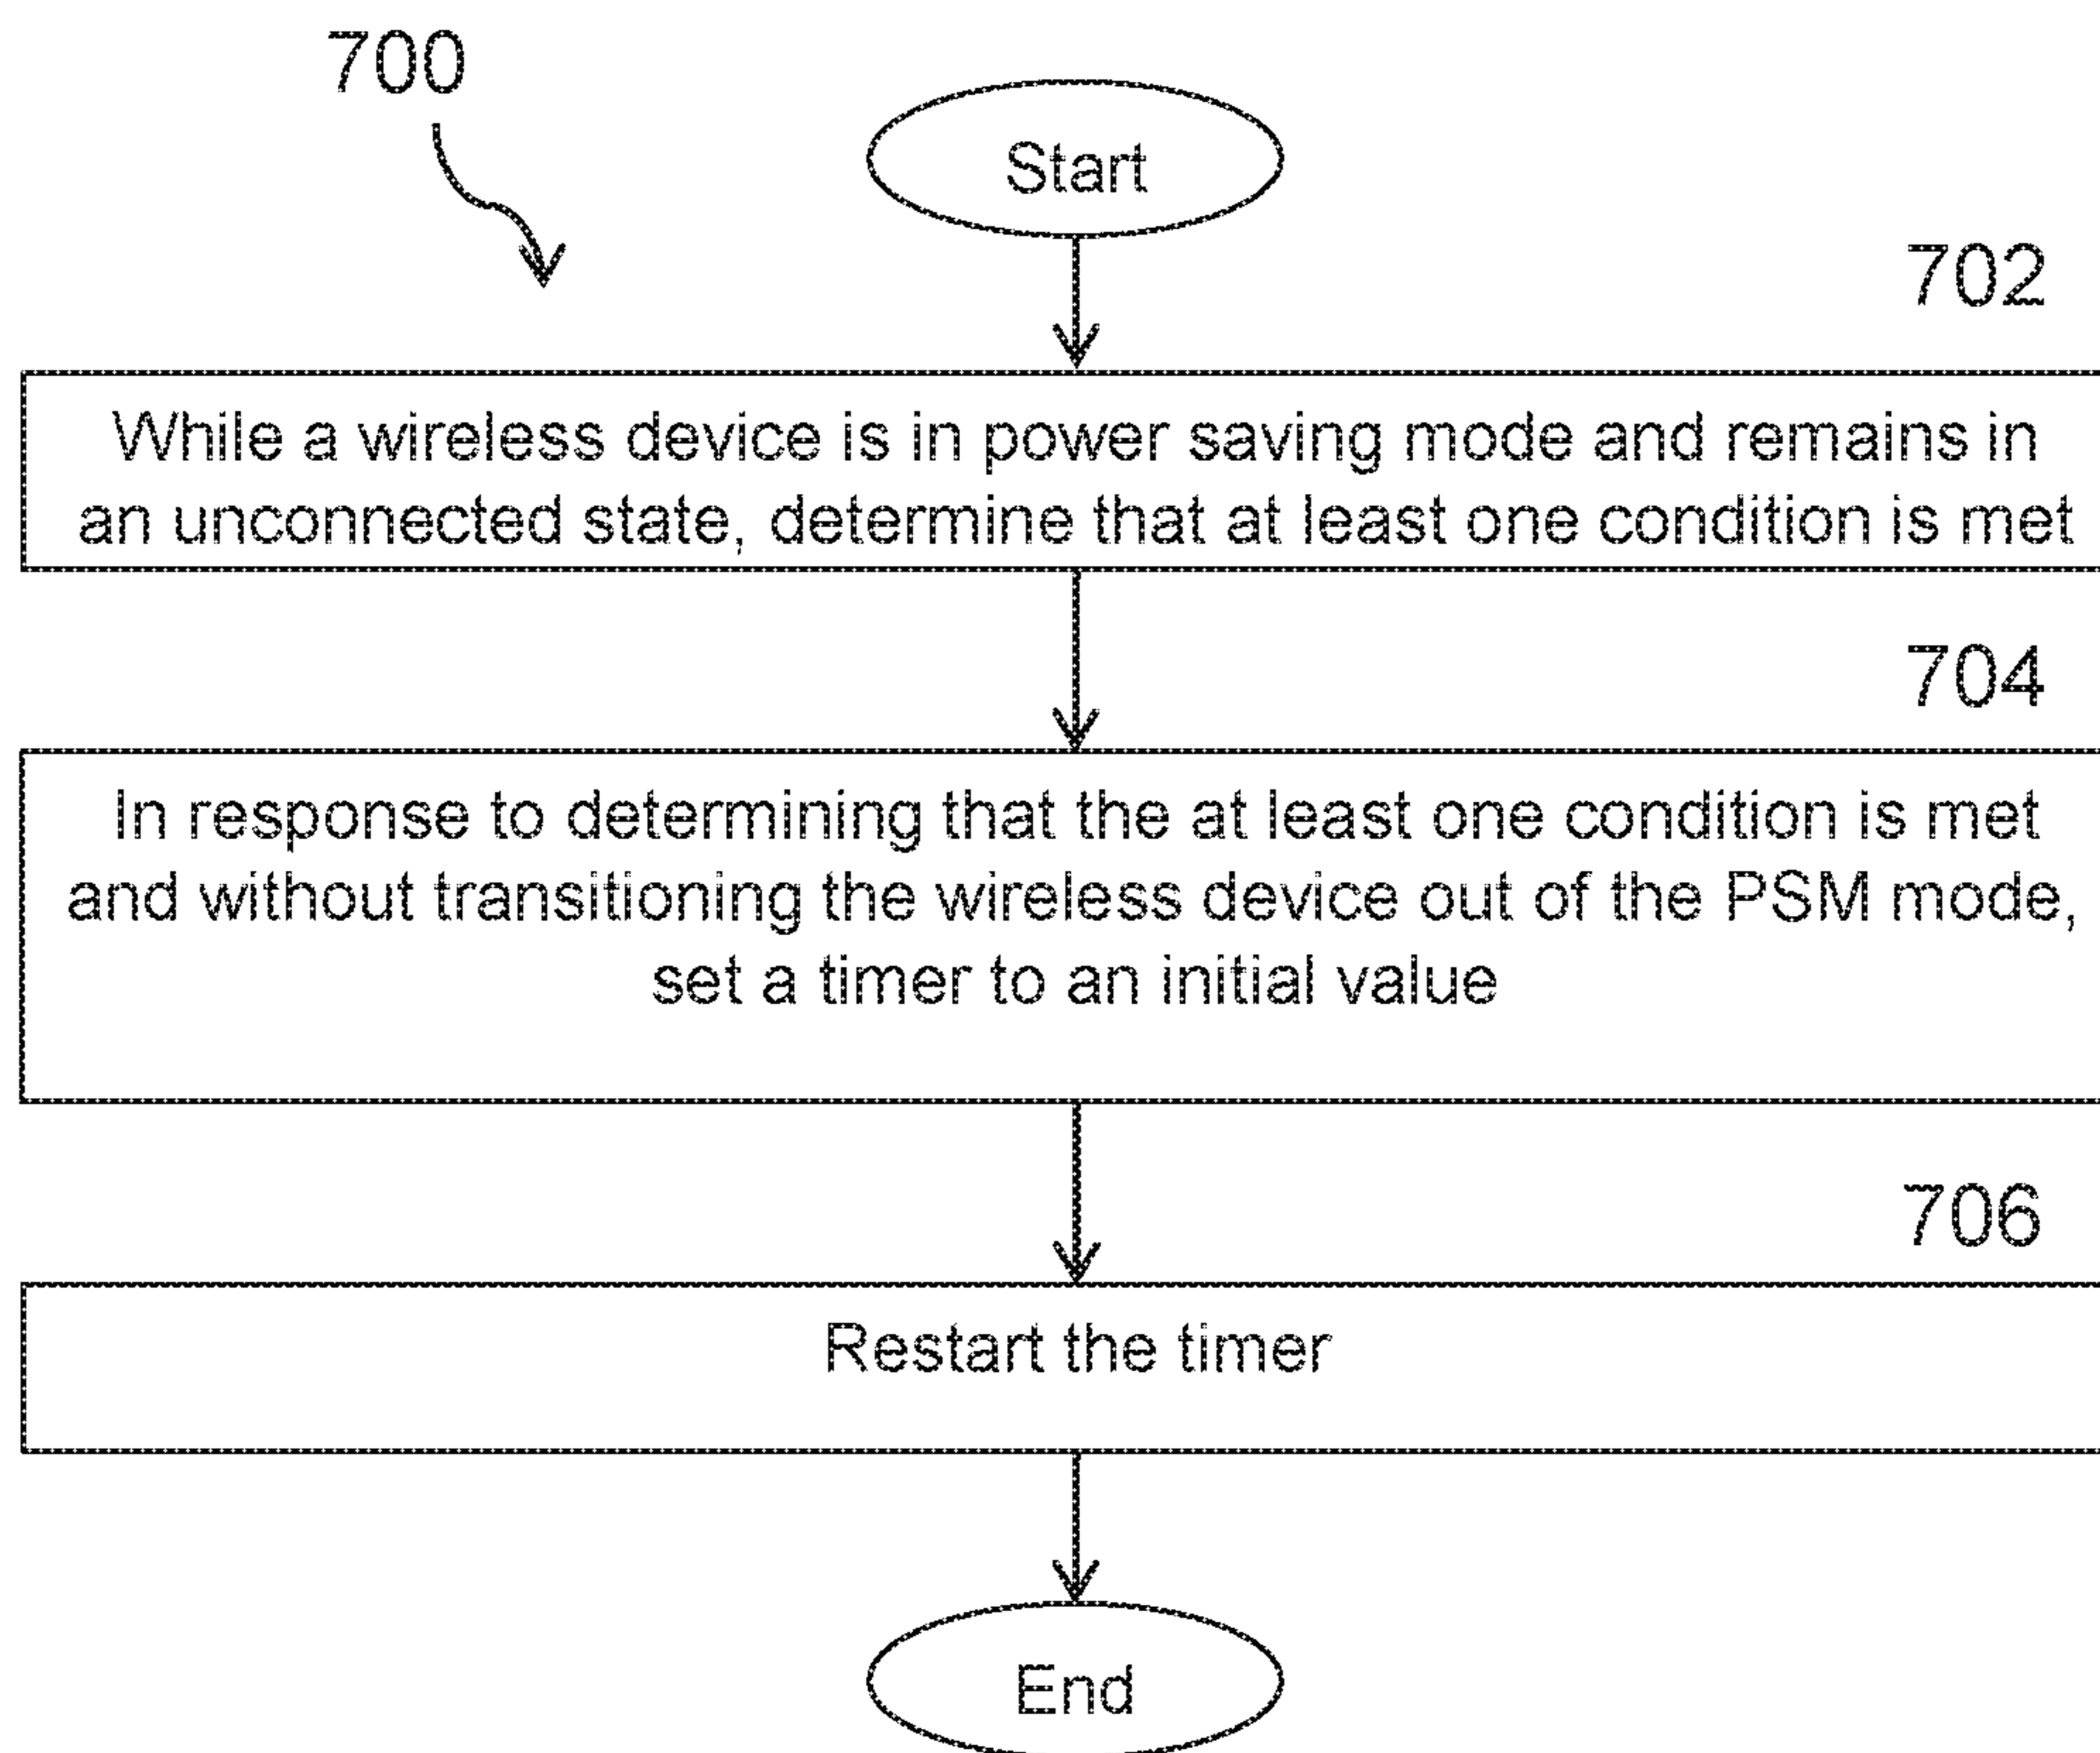 700
Start
702
While a wireless device is in power saving mode and remains in
an unconnected state, determine that at least one condition is met
704
In response to determining that the at least one condition is met
and without transitioning the wireless device out of the PSM mode,
set a timer to an initial value
706
Restart the timer
End